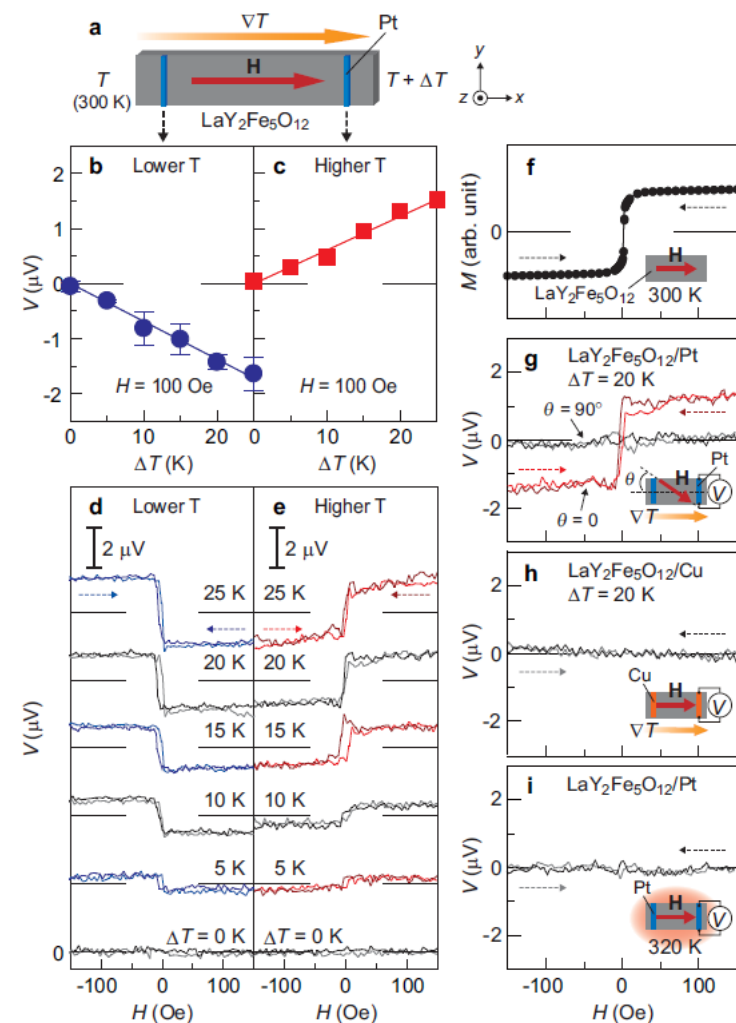 a
∇T
Pt
H
T
(300 K)
T + ΔT
LaY₂Fe₅O₁₂
y
z
x
b
Lower T
c
Higher T
2
1
0
-1
-2
V (μV)
H = 100 Oe
H = 100 Oe
0
10
20
0
10
20
ΔT (K)
ΔT (K)
d
Lower T
e
Higher T
2 μV
2 μV
25 K
25 K
20 K
20 K
15 K
15 K
10 K
10 K
5 K
5 K
ΔT = 0 K
ΔT = 0 K
V (μV)
0
-100
0
100
-100
0
100
H (Oe)
H (Oe)
f
M (arb. unit)
0
H
LaY₂Fe₅O₁₂
300 K
g
LaY₂Fe₅O₁₂/Pt
ΔT = 20 K
θ = 90°
2
0
-2
V (μV)
θ = 0
θ
H
Pt
V
∇T
h
LaY₂Fe₅O₁₂/Cu
ΔT = 20 K
2
0
-2
V (μV)
Cu
H
V
∇T
i
LaY₂Fe₅O₁₂/Pt
2
0
-2
V (μV)
Pt
H
V
320 K
-100
0
100
H (Oe)